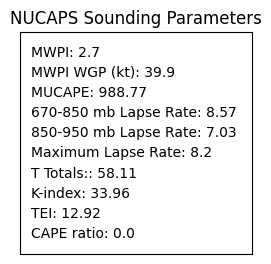 NUCAPS Sounding Parameters
MWPI: 2.7
MWPI WGP (kt): 39.9
MUCAPE: 988.77
670-850 mb Lapse Rate: 8.57
850-950 mb Lapse Rate: 7.03
Maximum Lapse Rate: 8.2
T Totals:: 58.11
K-index: 33.96
TEI: 12.92
CAPE ratio: 0.0